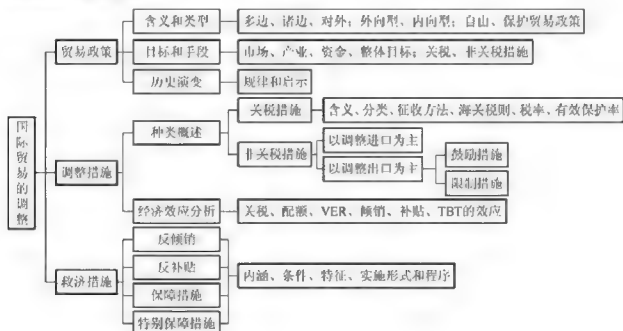 含义和类型
多边、诸边、对外；外向型、内向型；自由、保护贸易政策
贸易政策
目标和手段
市场、产业、资金、整体目标；关税、非关税措施
历史演变
规律和启示
国际贸易的调整
关税措施
含义、分类、征收方法、海关税则、税率、有效保护率
种类概述
以调整进口为主
非关税措施
鼓励措施
以调整出口为主
调整措施
限制措施
经济效应分析
关税、配额、VER、倾销、补贴、TBT的效应
反倾销
反补贴
救济措施
内涵、条件、特征、实施形式和程序
保障措施
特别保障措施